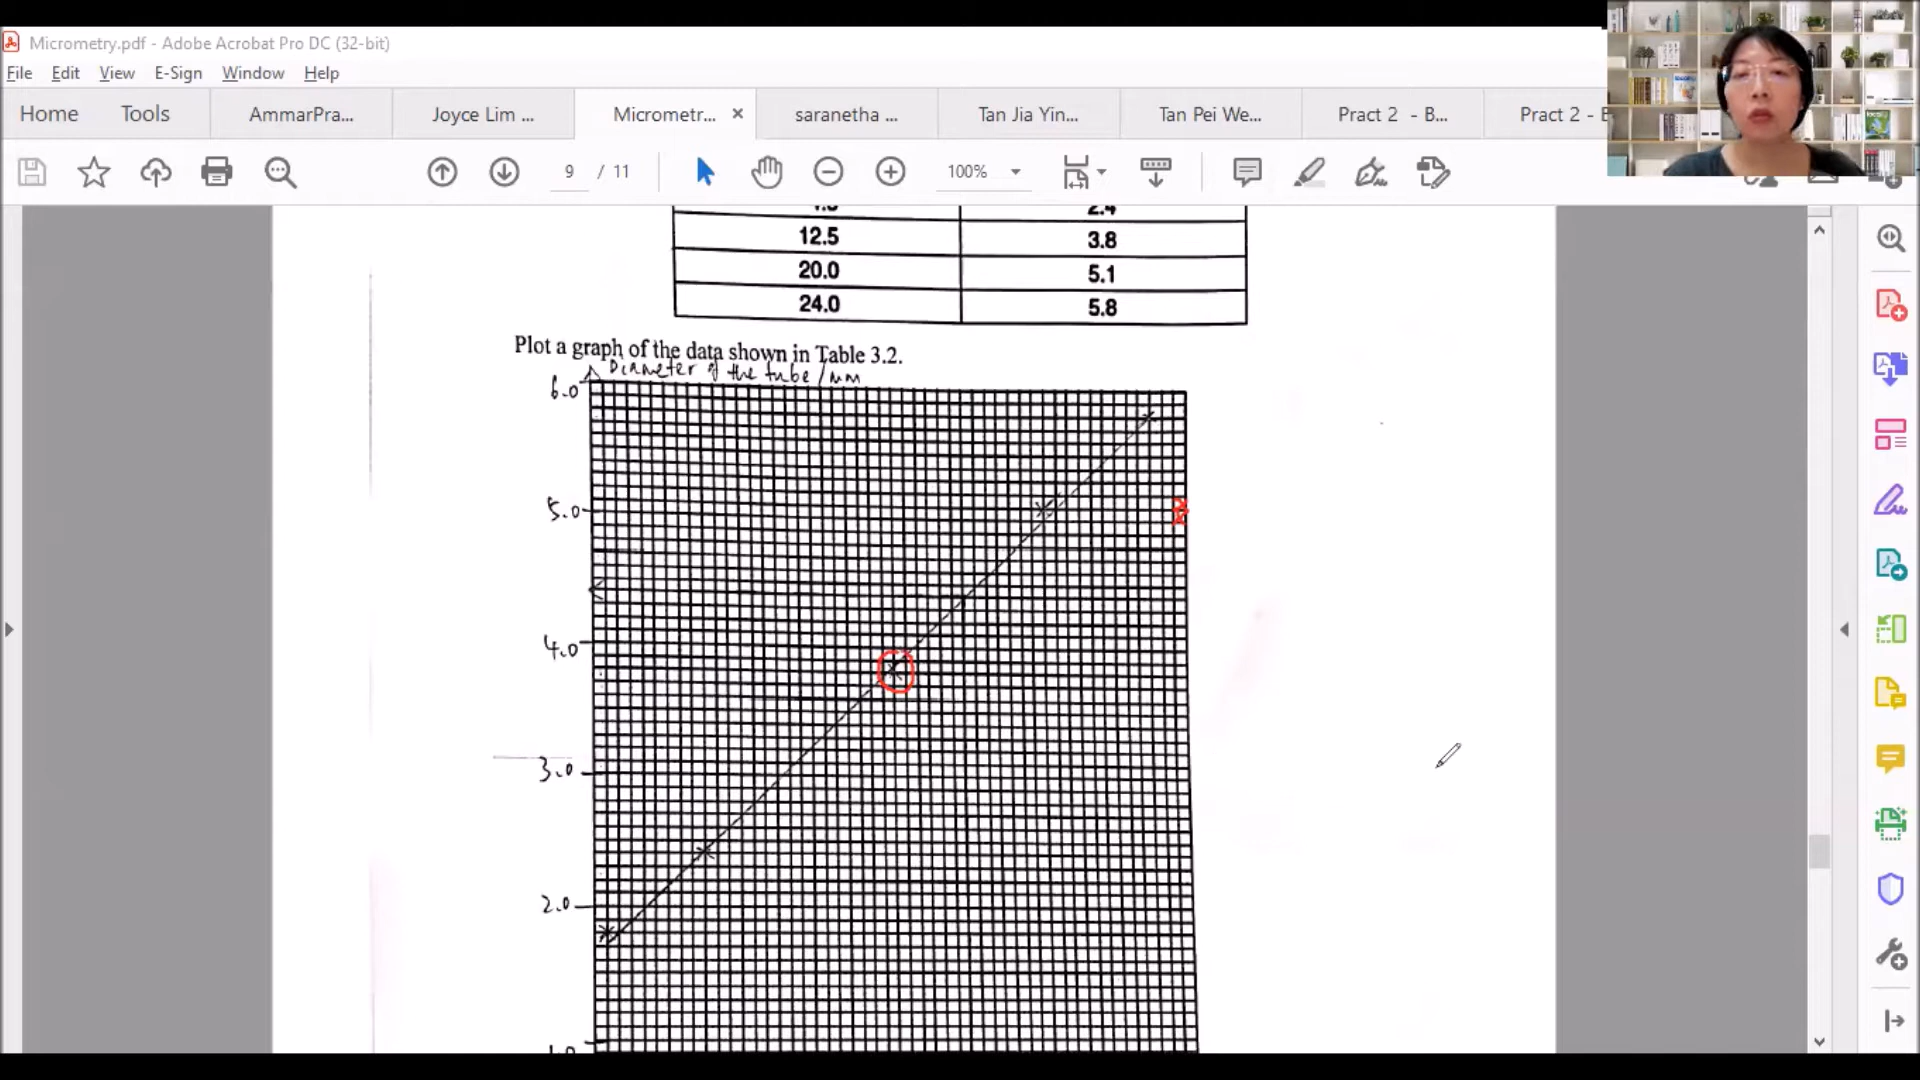 Micrometry.pdf - Adobe Acrobat Pro DC (32-bit)
File Edit View E-Sign Window Help
Home Tools AmmarPra... Joyce Lim ... Micrometr... saranetha ... Tan Jia Yin... Tan Pei We... Pract 2 - B... Pract 2 - B
9 / 11 100%
2.4
12.5 3.8
20.0 5.1
24.0 5.8
Plot a graph of the data shown in Table 3.2.
Diameter of the tube / mm
6.0
5.0
4.0
3.0
2.0